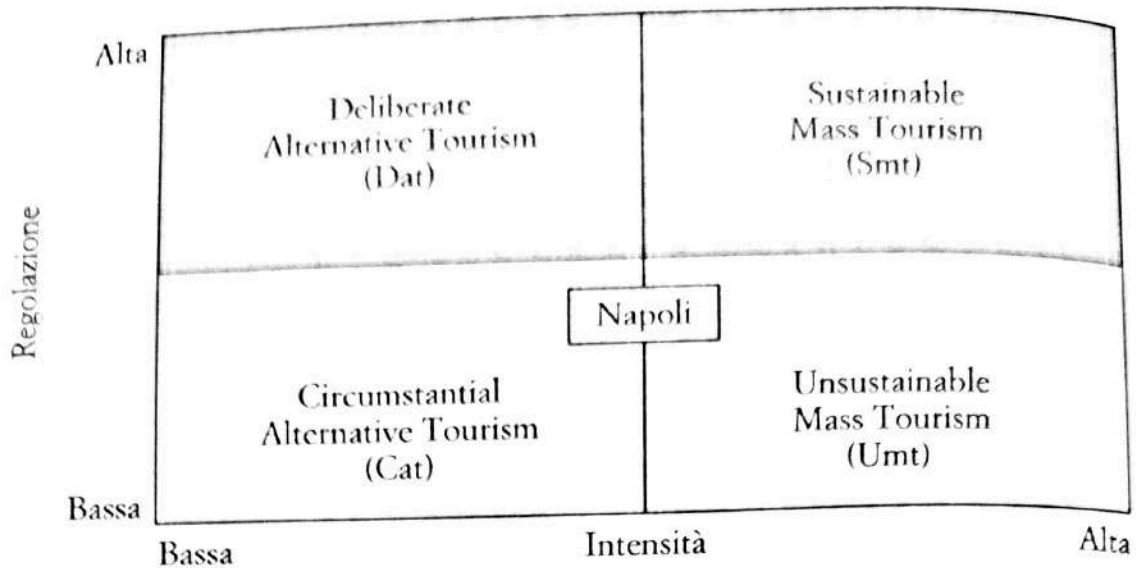 Alta
Deliberate
Alternative Tourism
(Dat)
Sustainable
Mass Tourism
(Smt)
Regolazione
Napoli
Circumstantial
Alternative Tourism
(Cat)
Unsustainable
Mass Tourism
(Umt)
Bassa
Bassa
Intensità
Alta